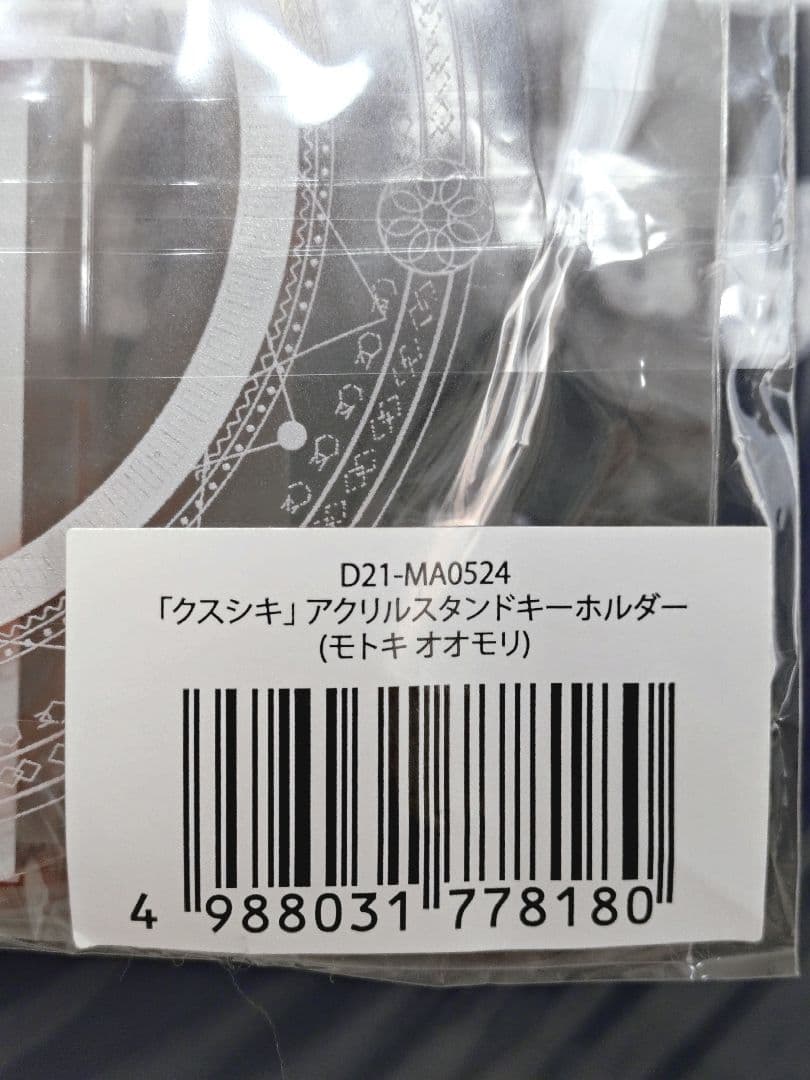 D21-MA0524
「クスシキ」アクリルスタンドキーホルダー
(モトキ オオモリ)
4 988031 778180